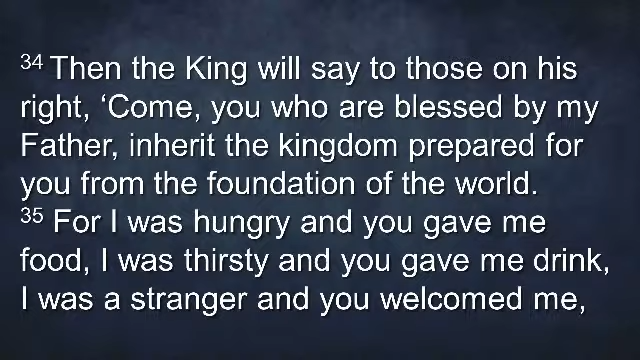 34 Then the King will say to those on his
right, ‘Come, you who are blessed by my
Father, inherit the kingdom prepared for
you from the foundation of the world.
35 For I was hungry and you gave me
food, I was thirsty and you gave me drink,
I was a stranger and you welcomed me,